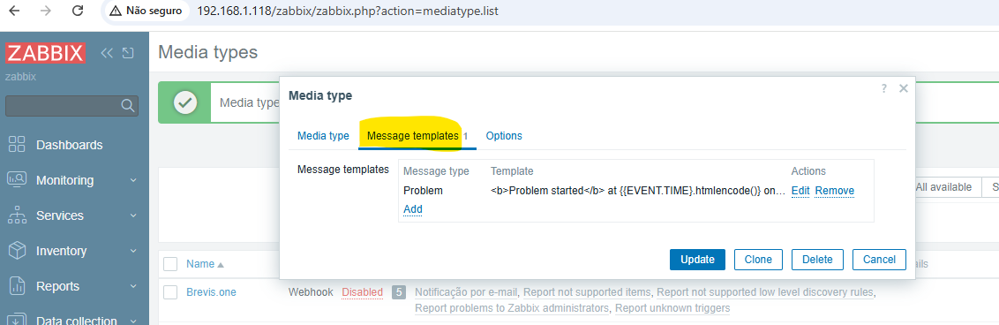 Não seguro 192.168.1.118/zabbix/zabbix.php?action=mediatype.list
ZABBIX
zabbix
Media types
Media type
Media type
?
Media type Message templates 1 Options
Message templates
Message type Template Actions
Problem <b>Problem started</b> at {{EVENT.TIME}.htmlencode()} on... Edit Remove
Add
Update Clone Delete Cancel
Dashboards
Monitoring
Services
Inventory
Reports
Data collection
All available S
Name ails
Brevis.one Webhook Disabled 5 Notificação por e-mail, Report not supported items, Report not supported low level discovery rules,
Report problems to Zabbix administrators, Report unknown triggers